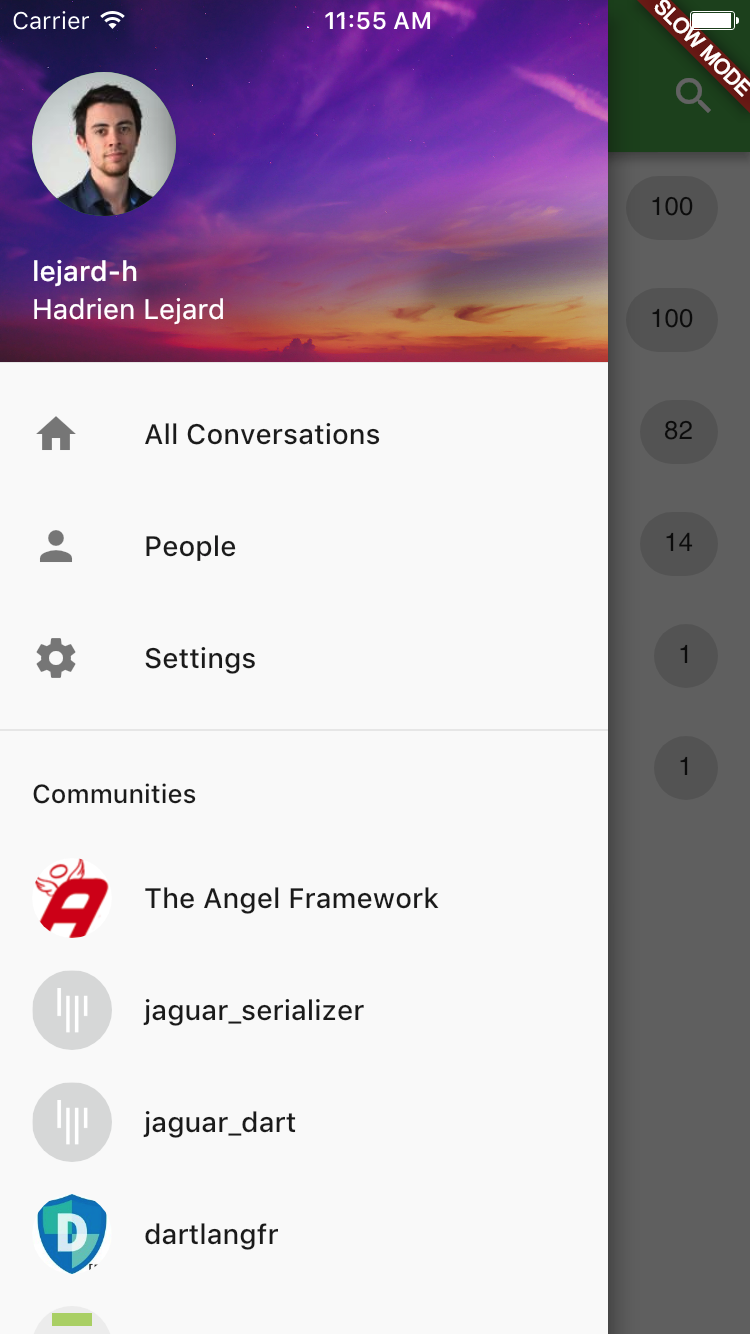 Carrier 11:55 AM
SLOW MODE
lejard-h
Hadrien Lejard
100
100
All Conversations
82
People
14
Settings
1
1
Communities
The Angel Framework
jaguar_serializer
jaguar_dart
D
dartlangfr